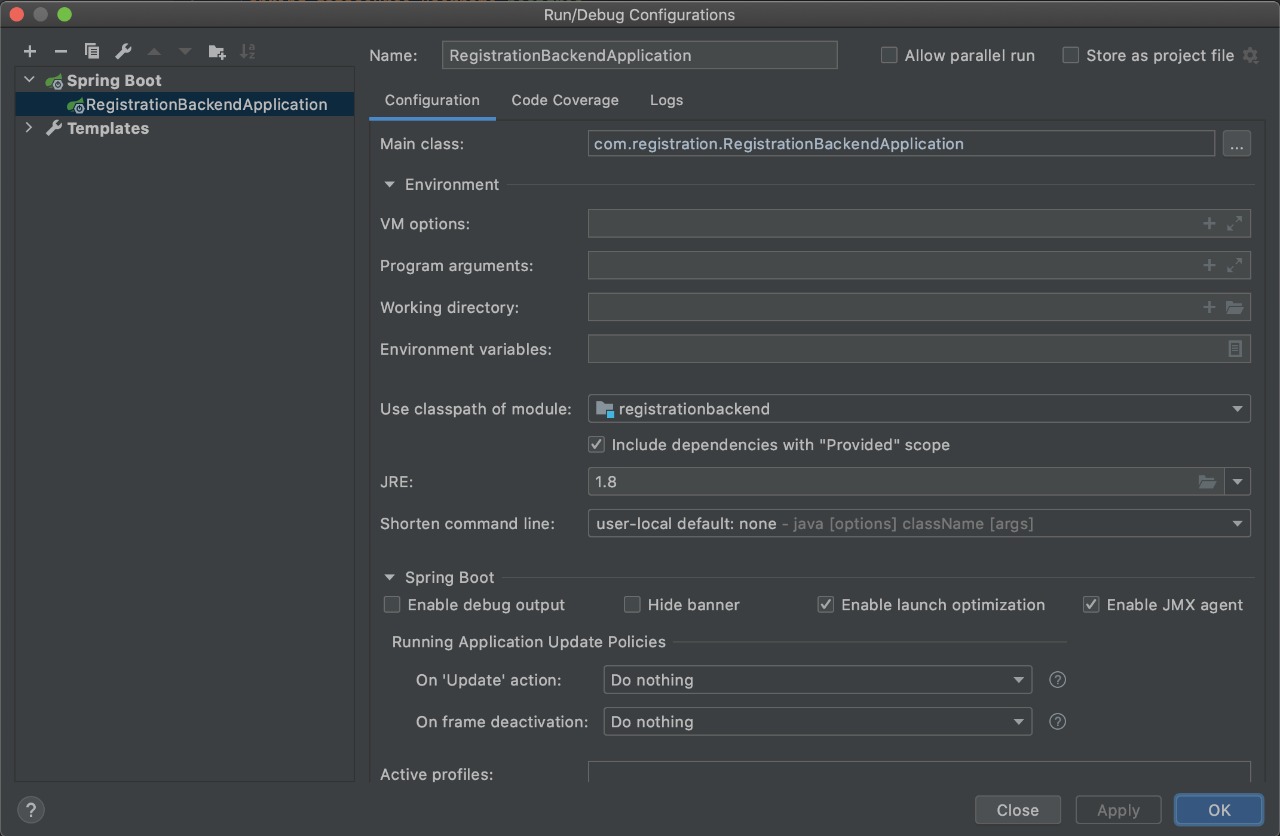 Run/Debug Configurations
Name: RegistrationBackendApplication Allow parallel run Store as project file
Spring Boot
RegistrationBackendApplication
Templates
Configuration Code Coverage Logs
Main class: com.registration.RegistrationBackendApplication ...
Environment
VM options:
Program arguments:
Working directory:
Environment variables:
Use classpath of module: registrationbackend
Include dependencies with "Provided" scope
JRE: 1.8
Shorten command line: user-local default: none - java [options] className [args]
Spring Boot
Enable debug output Hide banner Enable launch optimization Enable JMX agent
Running Application Update Policies
On 'Update' action: Do nothing ?
On frame deactivation: Do nothing ?
Active profiles:
? Close Apply OK